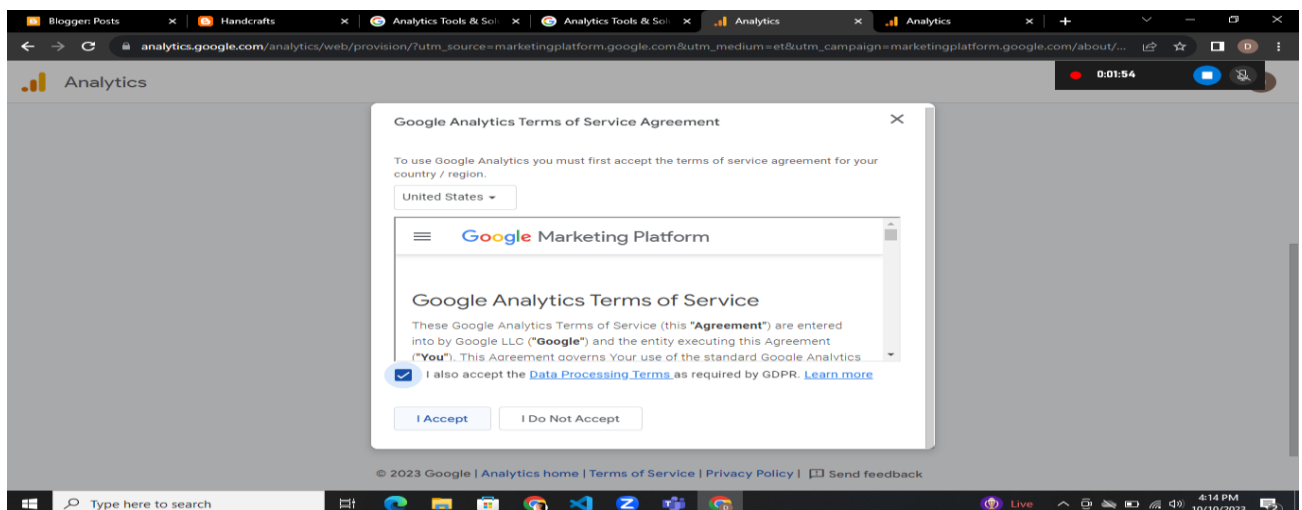 Blogger: Posts
Handcrafts
Analytics Tools & Sol
Analytics Tools & Sol
Analytics
Analytics
analytics.google.com/analytics/web/provision/?utm_source=marketingplatform.google.com&utm_medium=et&utm_campaign=marketingplatform.google.com/about/...
D
Analytics
0:01:54
Google Analytics Terms of Service Agreement
To use Google Analytics you must first accept the terms of service agreement for your
country / region.
United States
Google Marketing Platform
Google Analytics Terms of Service
These Google Analytics Terms of Service (this "Agreement") are entered
into by Google LLC ("Google") and the entity executing this Agreement
("You"). This Agreement governs Your use of the standard Google Analytics
I also accept the Data Processing Terms as required by GDPR. Learn more
I Accept
I Do Not Accept
© 2023 Google | Analytics home | Terms of Service | Privacy Policy | Send feedback
Type here to search
Live
4:14 PM
10/10/2023